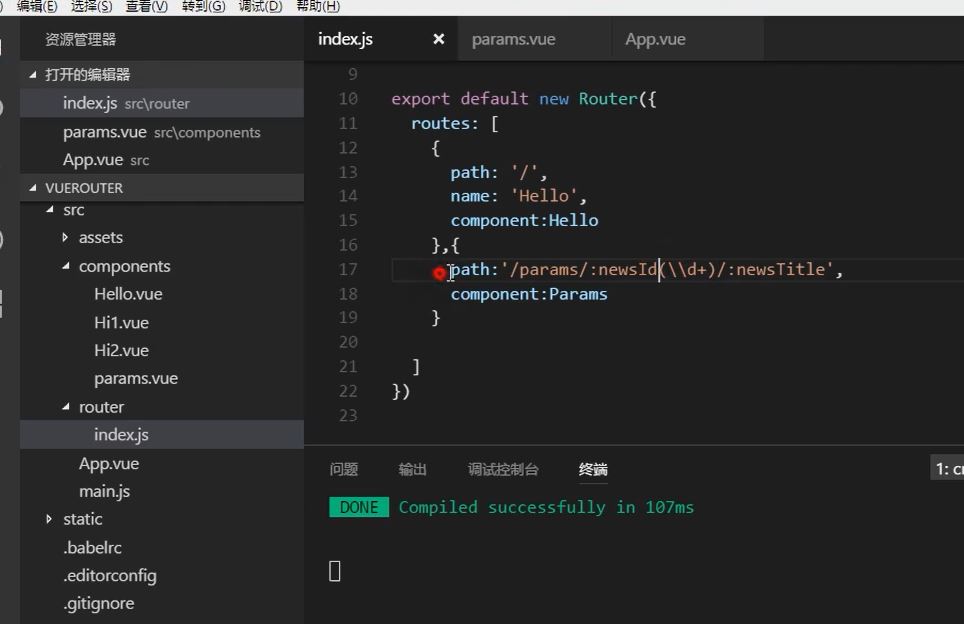 编辑(E) 选择(S) 查看(V) 转到(G) 调试(D) 帮助(H)
资源管理器
打开的编辑器
index.js src\router
params.vue src\components
App.vue src
VUEROUTER
src
assets
components
Hello.vue
Hi1.vue
Hi2.vue
params.vue
router
index.js
App.vue
main.js
static
.babelrc
.editorconfig
.gitignore
index.js × params.vue App.vue
9
10 export default new Router({
11 routes: [
12 {
13 path: '/',
14 name: 'Hello',
15 component:Hello
16 },{
17 path:'/params/:newsId(\\d+)/:newsTitle',
18 component:Params
19 }
20
21 ]
22 })
23
问题 输出 调试控制台 终端
DONE Compiled successfully in 107ms